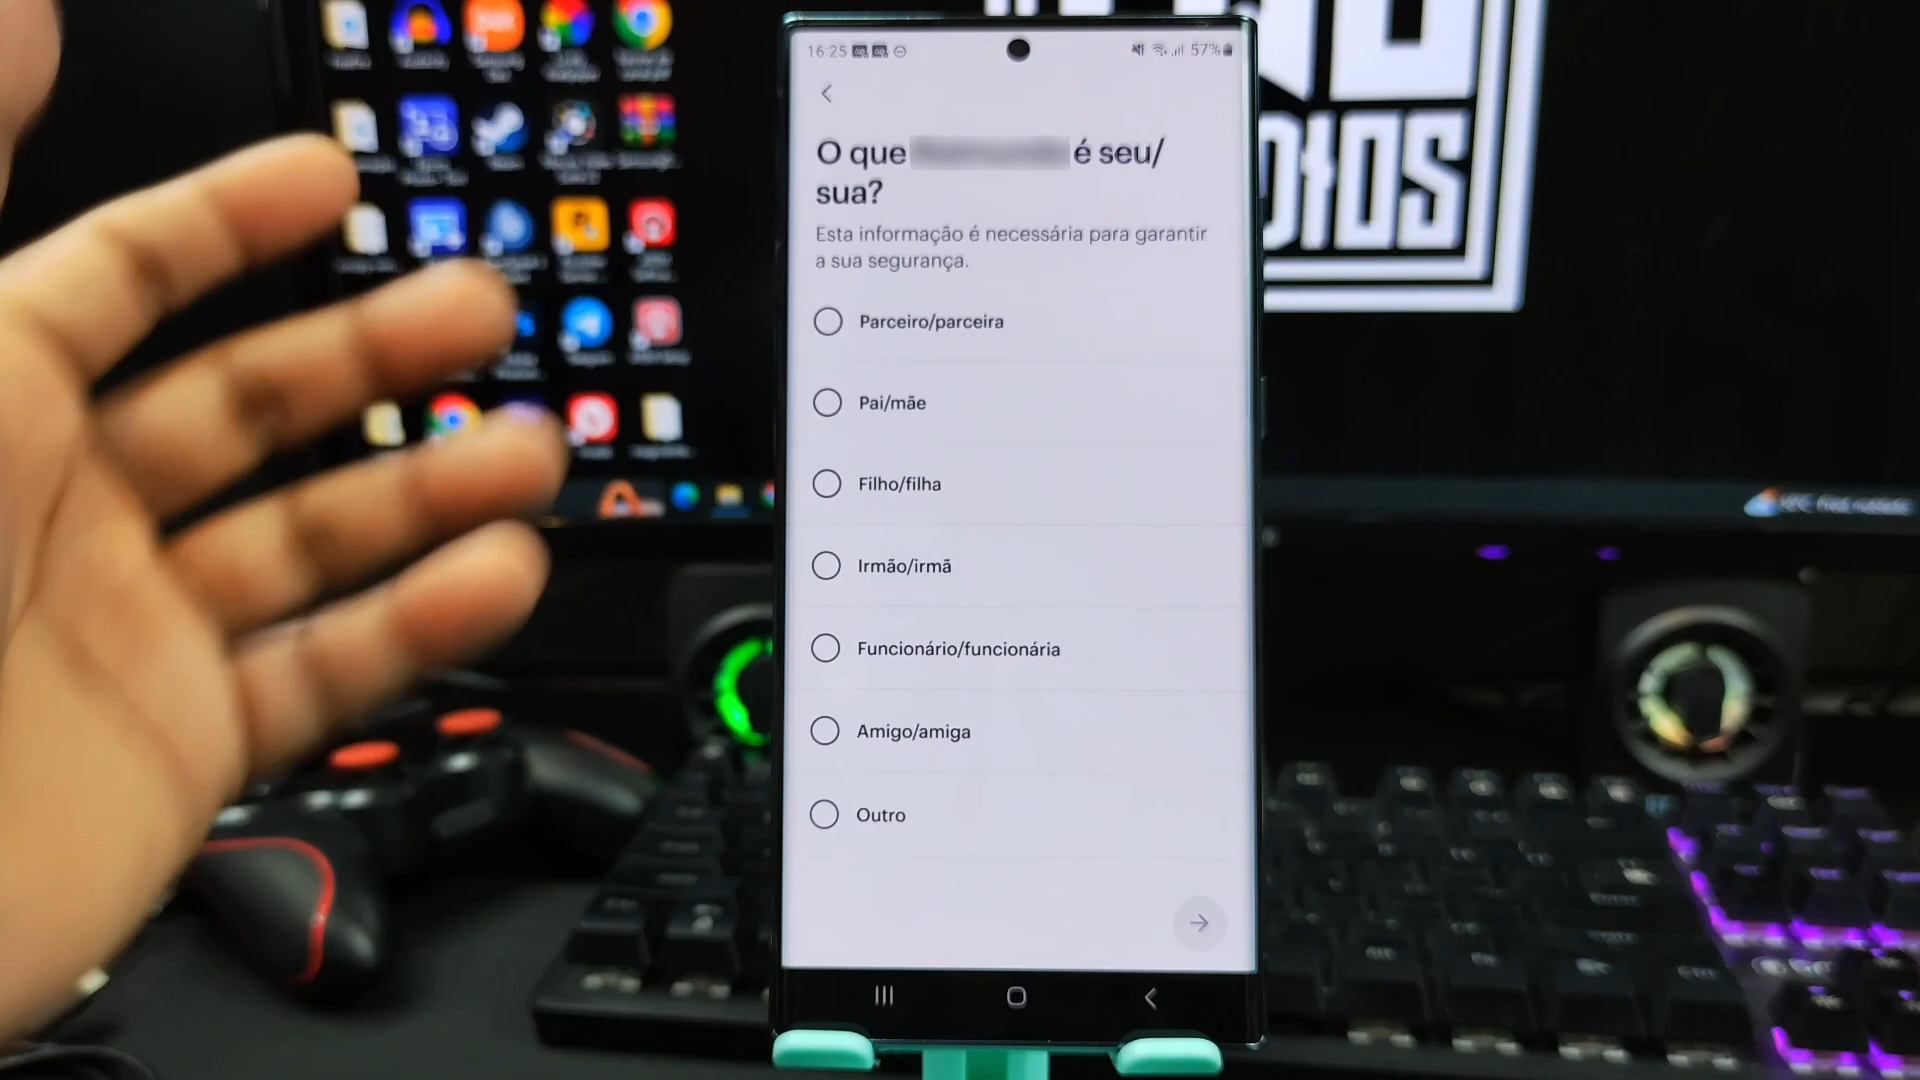 16:25
57%
O que é seu/
sua?
Esta informação é necessária para garantir
a sua segurança.
Parceiro/parceira
Pai/mãe
Filho/filha
Irmão/irmã
Funcionário/funcionária
Amigo/amiga
Outro